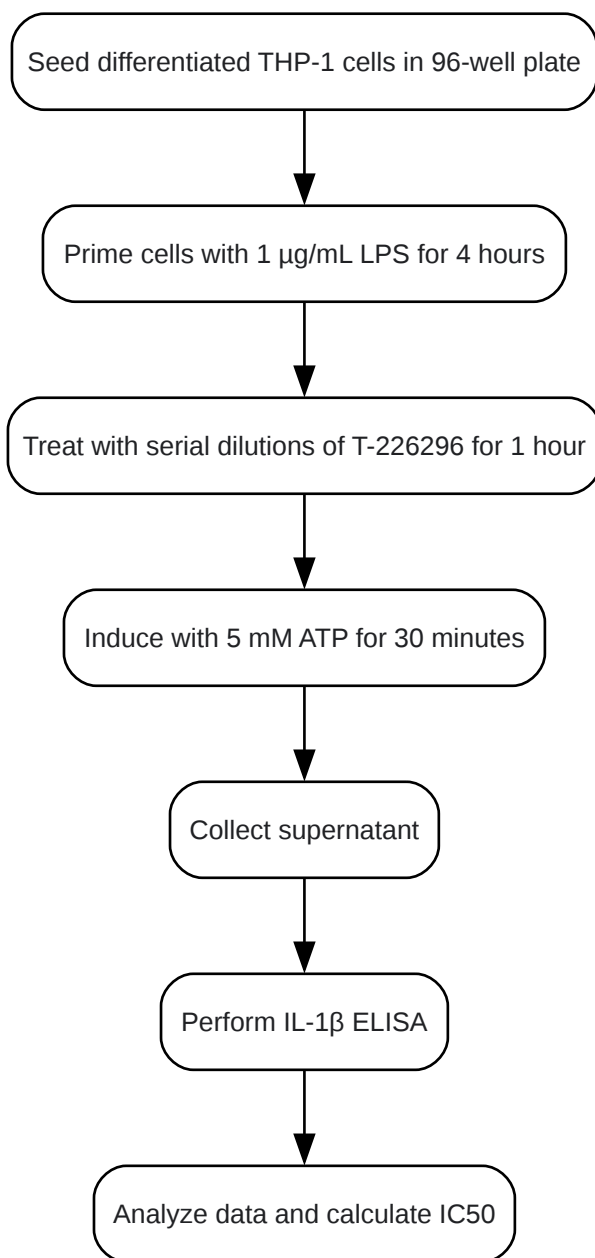 Seed differentiated THP-1 cells in 96-well plate
Prime cells with 1 µg/mL LPS for 4 hours
Treat with serial dilutions of T-226296 for 1 hour
Induce with 5 mM ATP for 30 minutes
Collect supernatant
Perform IL-1β ELISA
Analyze data and calculate IC50